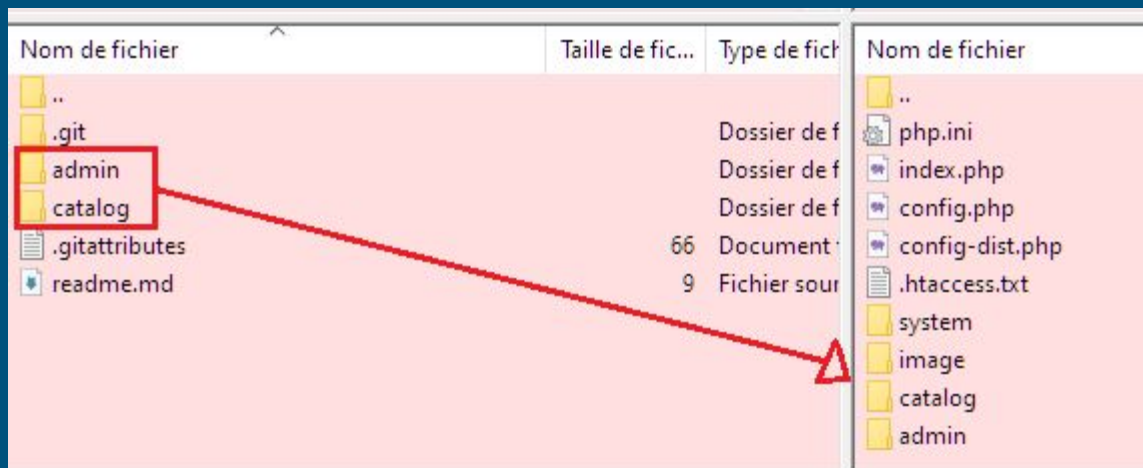 Nom de fichier Taille de fic... Type de fich
..
.git Dossier de f
admin Dossier de f
catalog Dossier de f
.gitattributes 66 Document
readme.md 9 Fichier sour
Nom de fichier
..
php.ini
index.php
config.php
config-dist.php
.htaccess.txt
system
image
catalog
admin